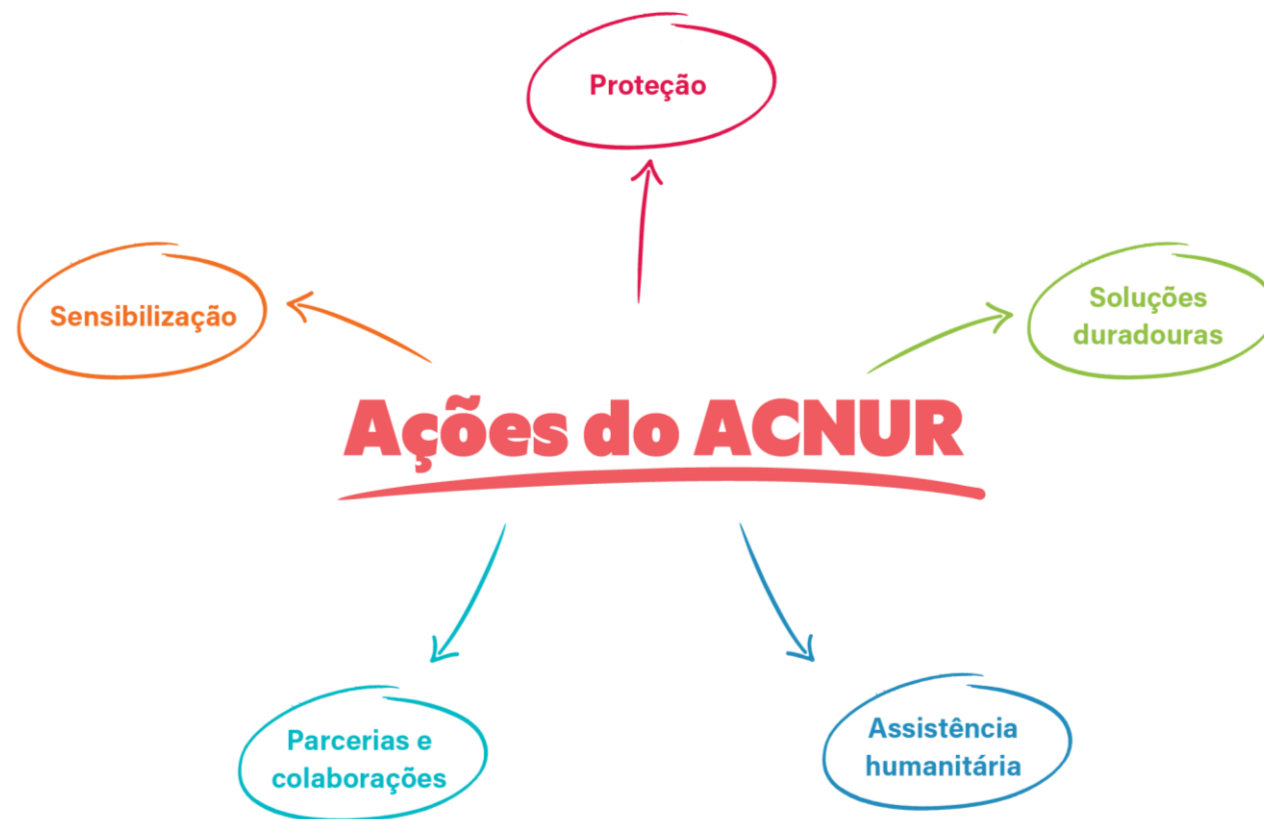 Proteção
Sensibilização
Soluções
duradouras
Ações do ACNUR
Parcerias e
colaborações
Assistência
humanitária